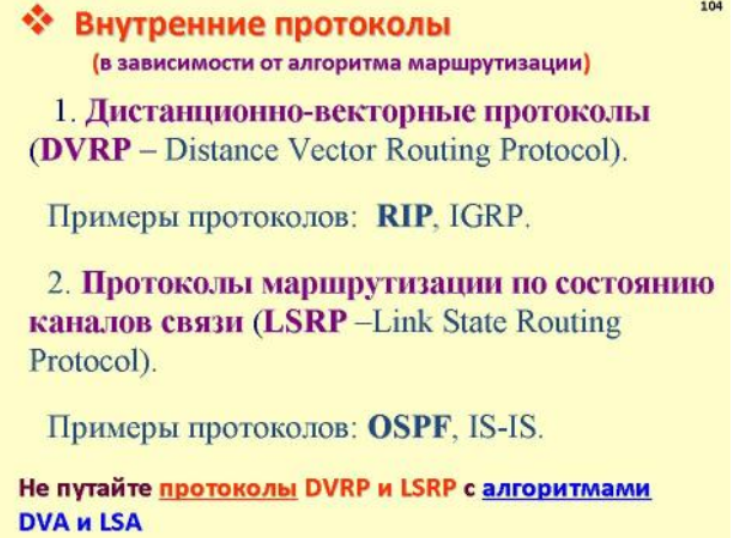 104
❖ Внутренние протоколы
(в зависимости от алгоритма маршрутизации)
1. Дистанционно-векторные протоколы
(DVRP – Distance Vector Routing Protocol).
Примеры протоколов: RIP, IGRP.
2. Протоколы маршрутизации по состоянию
каналов связи (LSRP –Link State Routing
Protocol).
Примеры протоколов: OSPF, IS-IS.
Не путайте протоколы DVRP и LSRP с алгоритмами
DVA и LSA